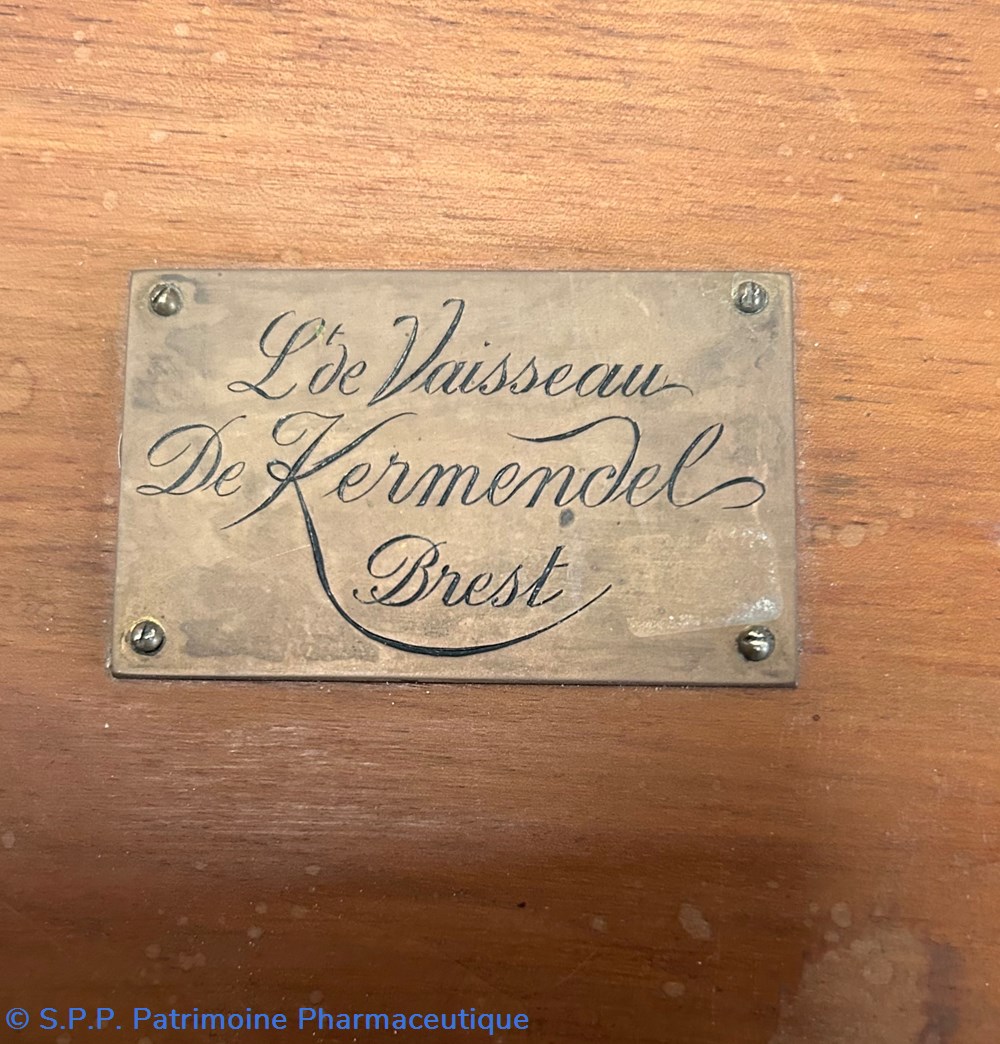 Lt de Vaisseau
De Kermendel
Brest
© S.P.P. Patrimoine Pharmaceutique